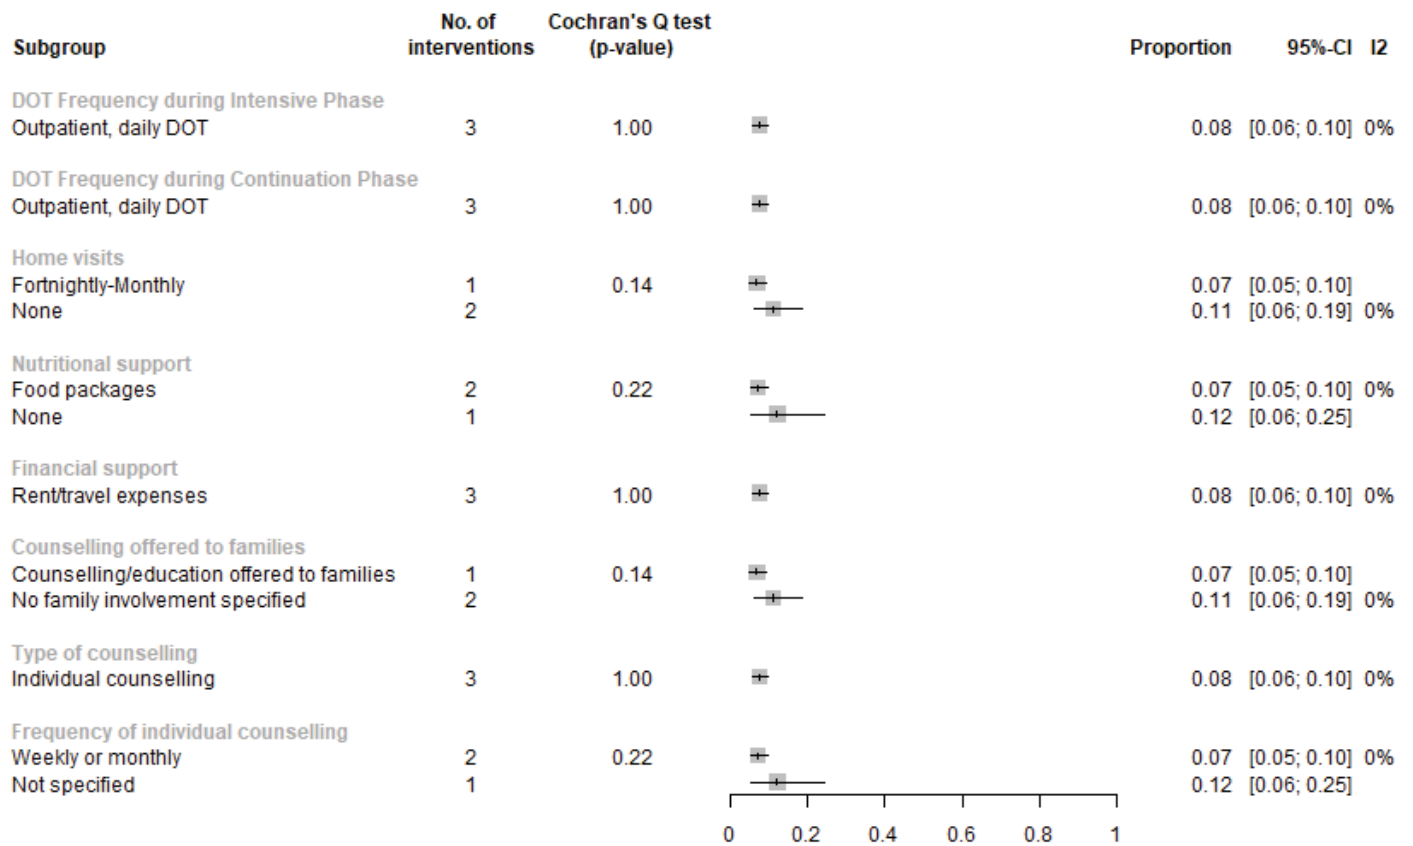 No. of Cochran's Q test
Subgroup interventions (p-value) Proportion 95%-CI I2
DOT Frequency during Intensive Phase
Outpatient, daily DOT 3 1.00 0.08 [0.06; 0.10] 0%
DOT Frequency during Continuation Phase
Outpatient, daily DOT 3 1.00 0.08 [0.06; 0.10] 0%
Home visits
Fortnightly-Monthly 1 0.14 0.07 [0.05; 0.10]
None 2 0.11 [0.06; 0.19] 0%
Nutritional support
Food packages 2 0.22 0.07 [0.05; 0.10] 0%
None 1 0.12 [0.06; 0.25]
Financial support
Rent/travel expenses 3 1.00 0.08 [0.06; 0.10] 0%
Counselling offered to families
Counselling/education offered to families 1 0.14 0.07 [0.05; 0.10]
No family involvement specified 2 0.11 [0.06; 0.19] 0%
Type of counselling
Individual counselling 3 1.00 0.08 [0.06; 0.10] 0%
Frequency of individual counselling
Weekly or monthly 2 0.22 0.07 [0.05; 0.10] 0%
Not specified 1 0.12 [0.06; 0.25]
0 0.2 0.4 0.6 0.8 1